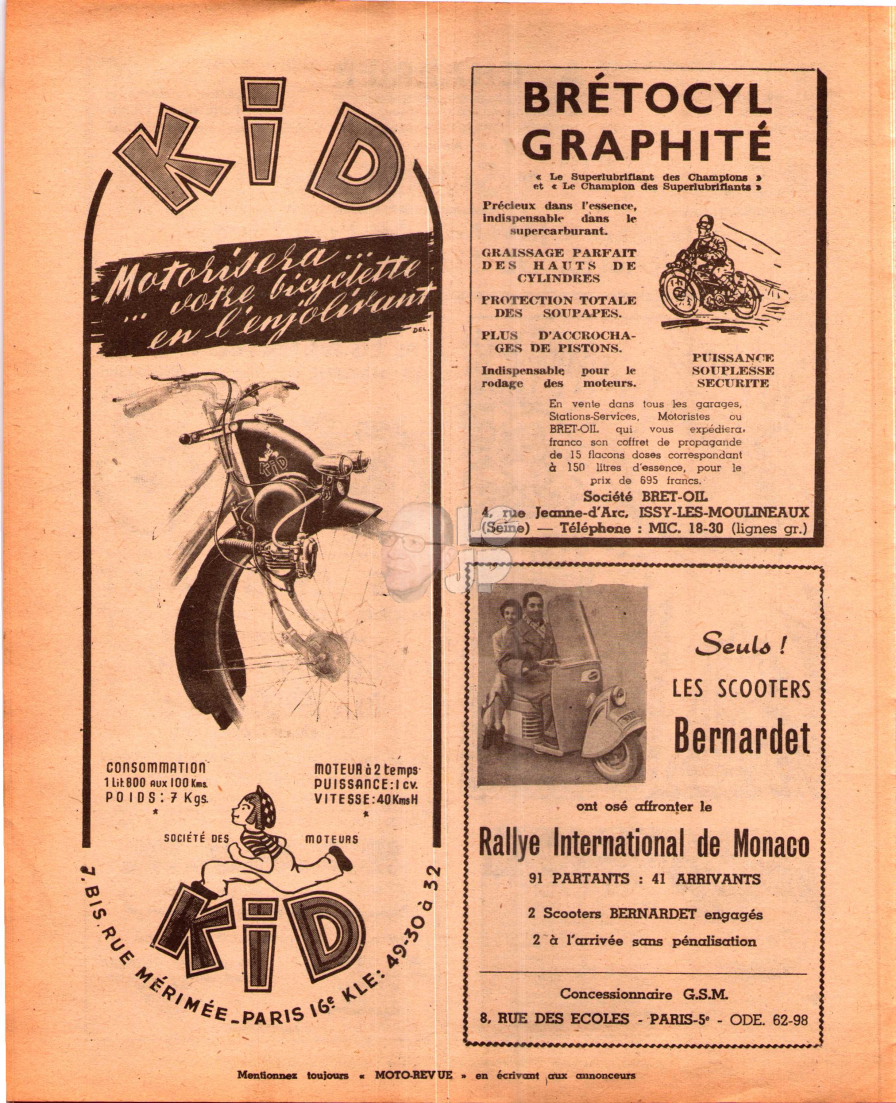 KiD
Motorisera ...
... votre bicyclette
en l'enjolivant
DEL.
KiD
CONSOMMATION
1 Lit 800 AUX 100 Kms.
POIDS : 7 Kgs.
*
MOTEUR à 2 temps
PUISSANCE : 1 cv.
VITESSE : 40 Kms H
*
SOCIÉTÉ DES MOTEURS
KiD
7, BIS. RUE MÉRIMÉE _ PARIS 16e KLE: 49-30 à 32
BRÉTOCYL
GRAPHITÉ
« Le Superlubrifiant des Champions »
et « Le Champion des Superlubrifiants »
Précieux dans l'essence,
indispensable dans le
supercarburant.
GRAISSAGE PARFAIT
DES HAUTS DE
CYLINDRES
PROTECTION TOTALE
DES SOUPAPES.
PLUS D'ACCROCHA-
GES DE PISTONS.
Indispensable pour le
rodage des moteurs.
PUISSANCE
SOUPLESSE
SECURITE
En vente dans tous les garages,
Stations-Services, Motoristes ou
BRET-OIL qui vous expédiera,
franco son coffret de propagande
de 15 flacons doses correspondant
à 150 litres d'essence, pour le
prix de 695 francs.
Société BRET-OIL
4, rue Jeanne-d'Arc, ISSY-LES-MOULINEAUX
(Seine) — Téléphone : MIC. 18-30 (lignes gr.)
LE
JP
Seuls !
LES SCOOTERS
Bernardet
ont osé affronter le
Rallye International de Monaco
91 PARTANTS : 41 ARRIVANTS
2 Scooters BERNARDET engagés
2 à l'arrivée sans pénalisation
Concessionnaire G.S.M.
8, RUE DES ECOLES - PARIS-5e - ODE. 62-98
Mentionnez toujours « MOTO-REVUE » en écrivant aux annonceurs